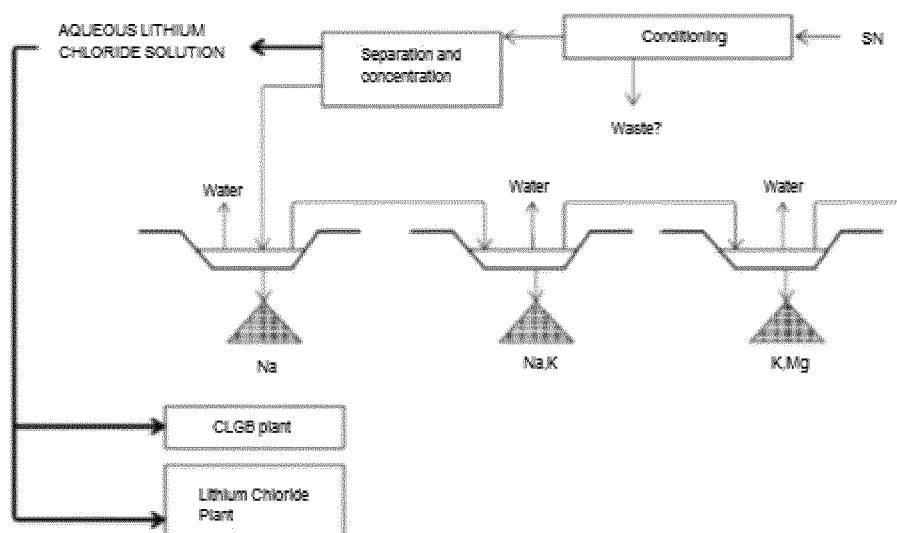 AQUEOUS LITHIUM
CHLORIDE SOLUTION
Separation and
concentration
Conditioning
SN
Waste?
Water
Water
Water
Na
Na,K
K,Mg
CLGB plant
Lithium Chloride
Plant